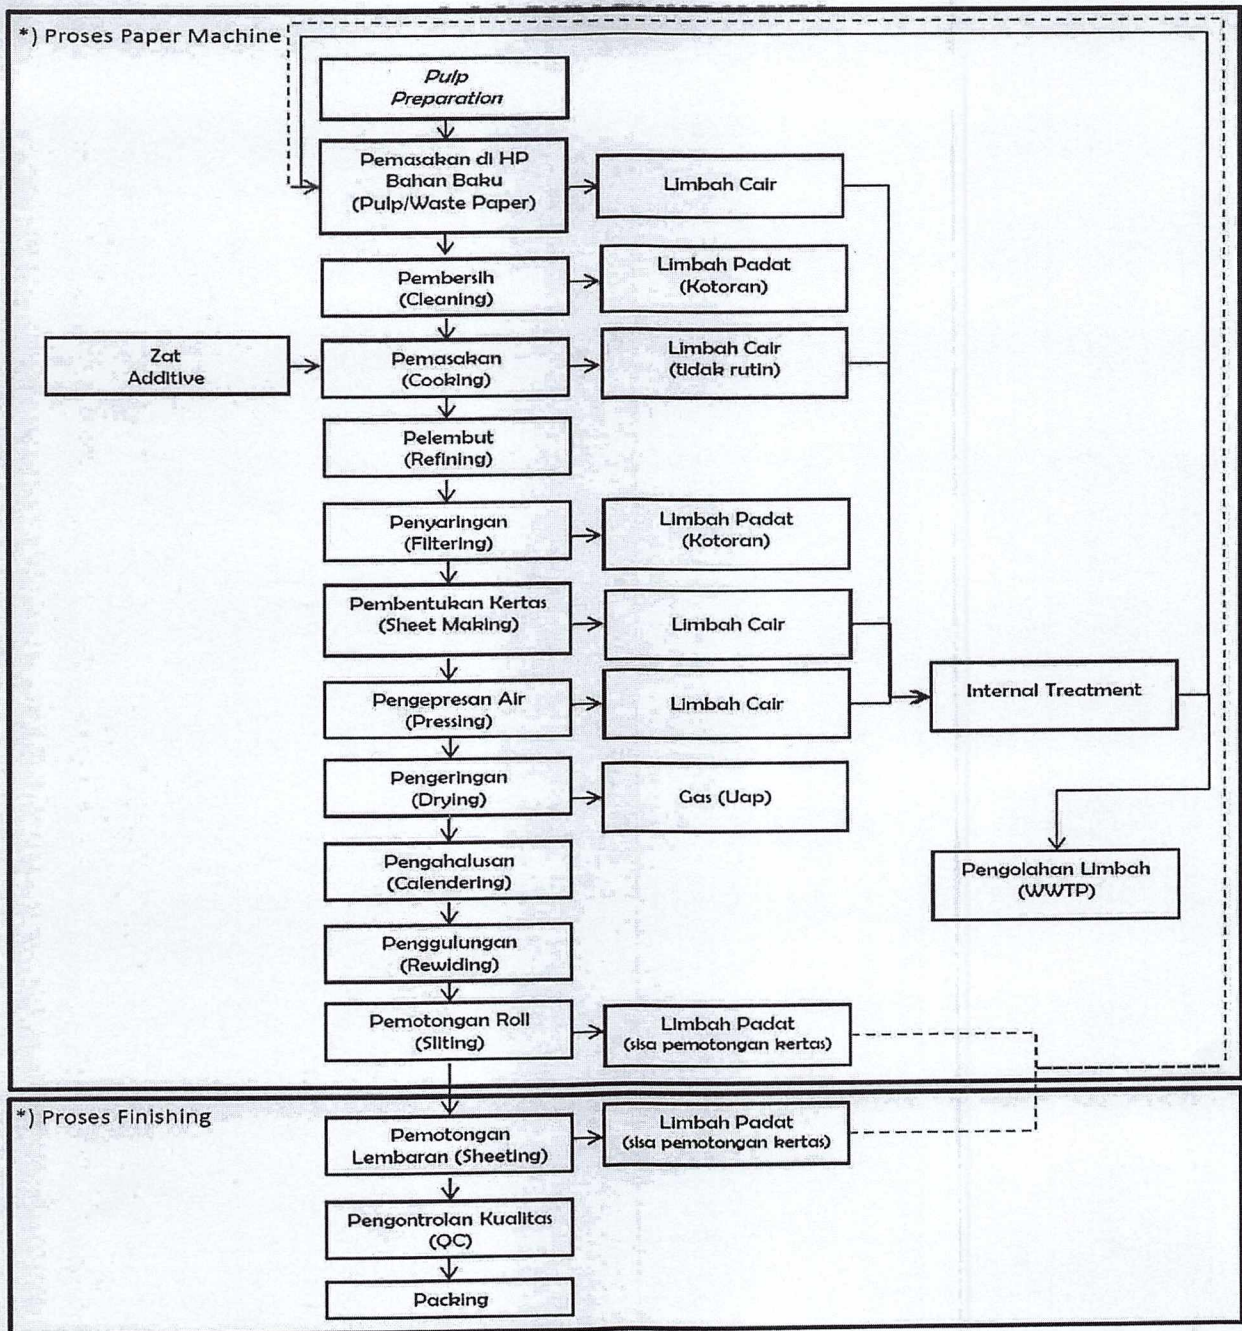 *) Proses Paper Machine
Pulp
Preparation
Pemasakan di HP
Bahan Baku
(Pulp/Waste Paper)
Limbah Cair
Pembersih
(Cleaning)
Limbah Padat
(Kotoran)
Zat
Additive
Pemasakan
(Cooking)
Limbah Cair
(tidak rutin)
Pelembut
(Refining)
Penyaringan
(Filtering)
Limbah Padat
(Kotoran)
Pembentukan Kertas
(Sheet Making)
Limbah Cair
Pengepresan Air
(Pressing)
Limbah Cair
Internal Treatment
Pengeringan
(Drying)
Gas (Uap)
Pengahalusan
(Calendering)
Pengolahan Limbah
(WWTP)
Penggulungan
(Rewiding)
Pemotongan Roll
(Sliting)
Limbah Padat
(sisa pemotongan kertas)
*) Proses Finishing
Pemotongan
Lembaran (Sheeting)
Limbah Padat
(sisa pemotongan kertas)
Pengontrolan Kualitas
(QC)
Packing